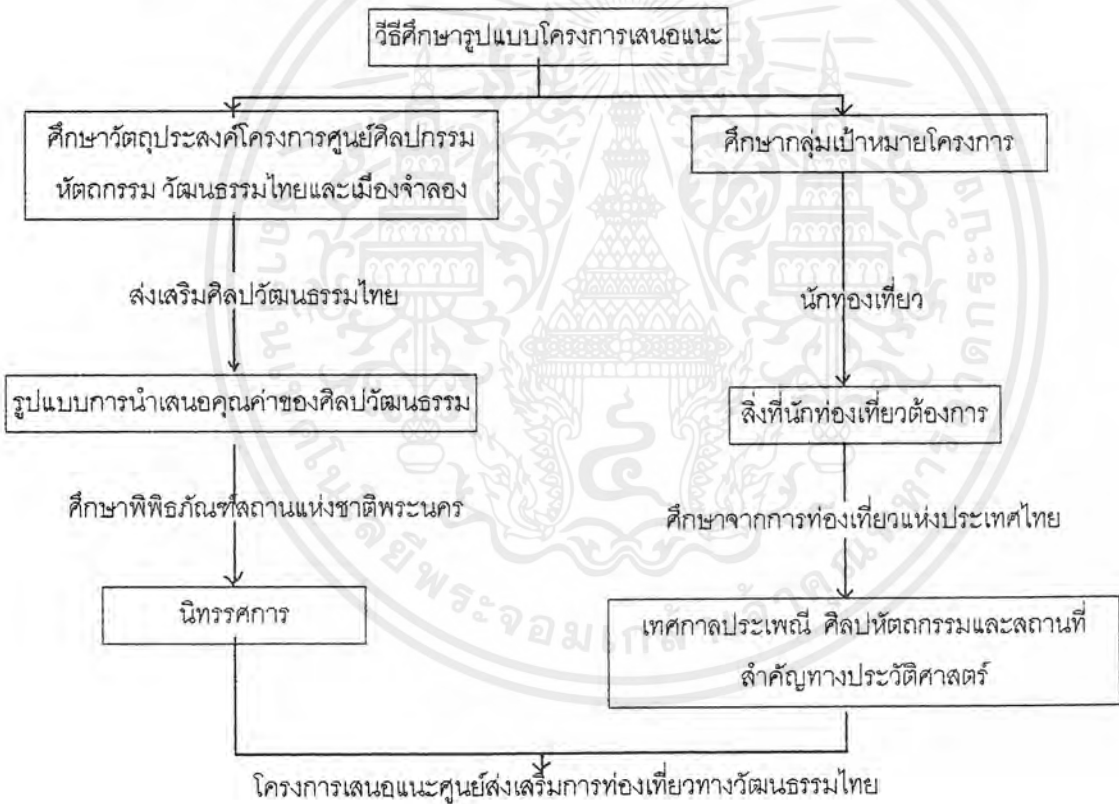 วิธีศึกษารูปแบบโครงการเสนอแนะ
ศึกษาวัตถุประสงค์โครงการศูนย์ศิลปกรรม
หัตถกรรม วัฒนธรรมไทยและเมืองจำลอง
ศึกษากลุ่มเป้าหมายโครงการ
ส่งเสริมศิลปวัฒนธรรมไทย
นักทองเที่ยว
รูปแบบการนำเสนอคุณค่าของศิลปวัฒนธรรม
สิ่งที่นักท่องเที่ยวต้องการ
ศึกษาพิพิธภัณฑ์สถานแห่งชาติพระนคร
ศึกษาจากการท่องเที่ยวแห่งประเทศไทย
นิทรรศการ
เทศกาลประเพณี ศิลปหัตถกรรมและสถานที่
สำคัญทางประวัติศาสตร์
โครงการเสนอแนะศูนย์ส่งเสริมการท่องเที่ยวทางวัฒนธรรมไทย